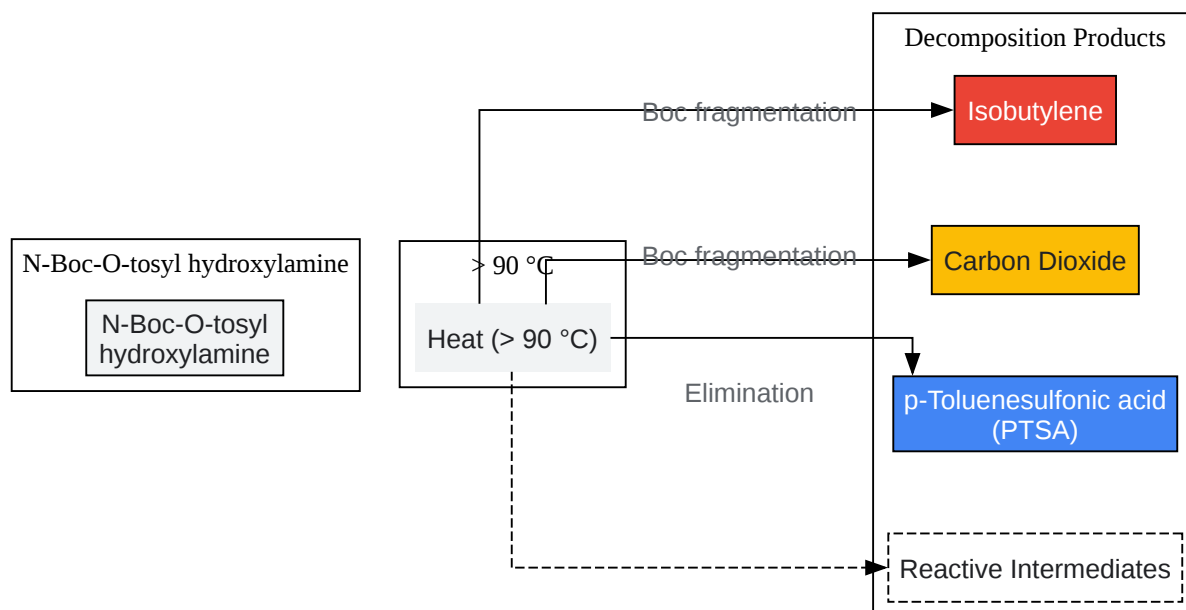 Decomposition Products
Boc fragmentation
Isobutylene
N-Boc-O-tosyl hydroxylamine
N-Boc-O-tosyl
hydroxylamine
> 90 °C
Heat (> 90 °C)
Boc fragmentation
Carbon Dioxide
Elimination
p-Toluenesulfonic acid
(PTSA)
Reactive Intermediates